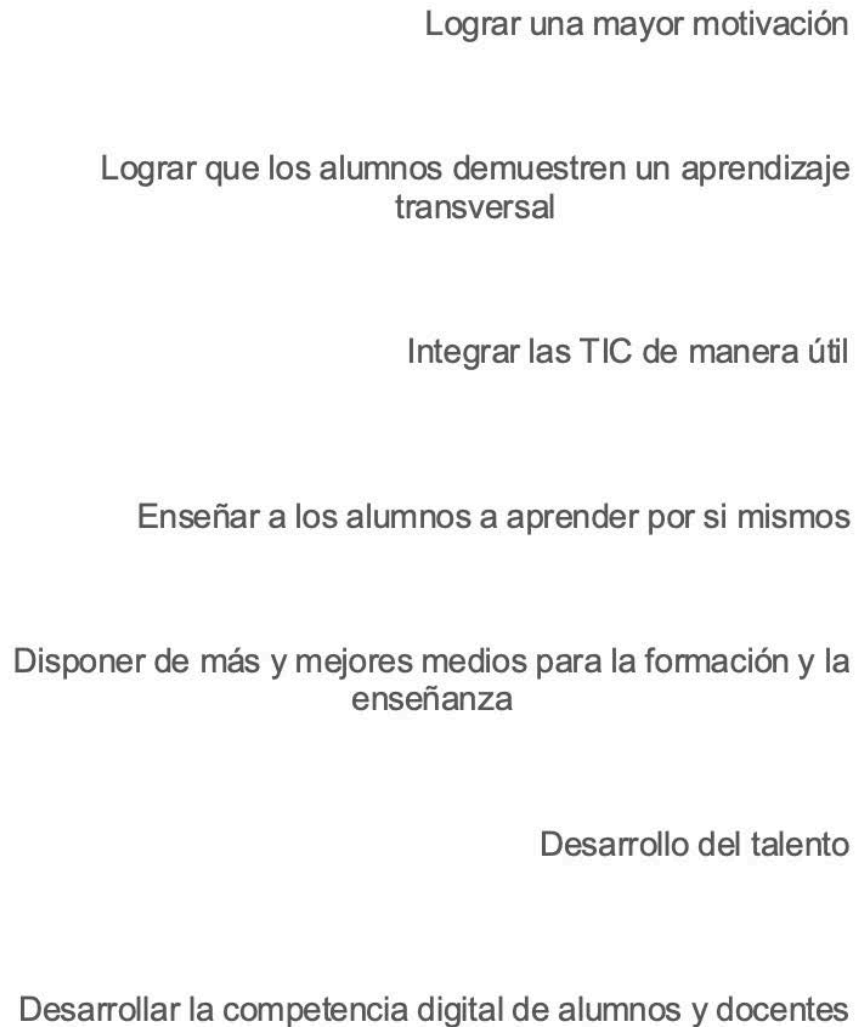 Lograr una mayor motivación
Lograr que los alumnos demuestren un aprendizaje
transversal
Integrar las TIC de manera útil
Enseñar a los alumnos a aprender por si mismos
Disponer de más y mejores medios para la formación y la
enseñanza
Desarrollo del talento
Desarrollar la competencia digital de alumnos y docentes